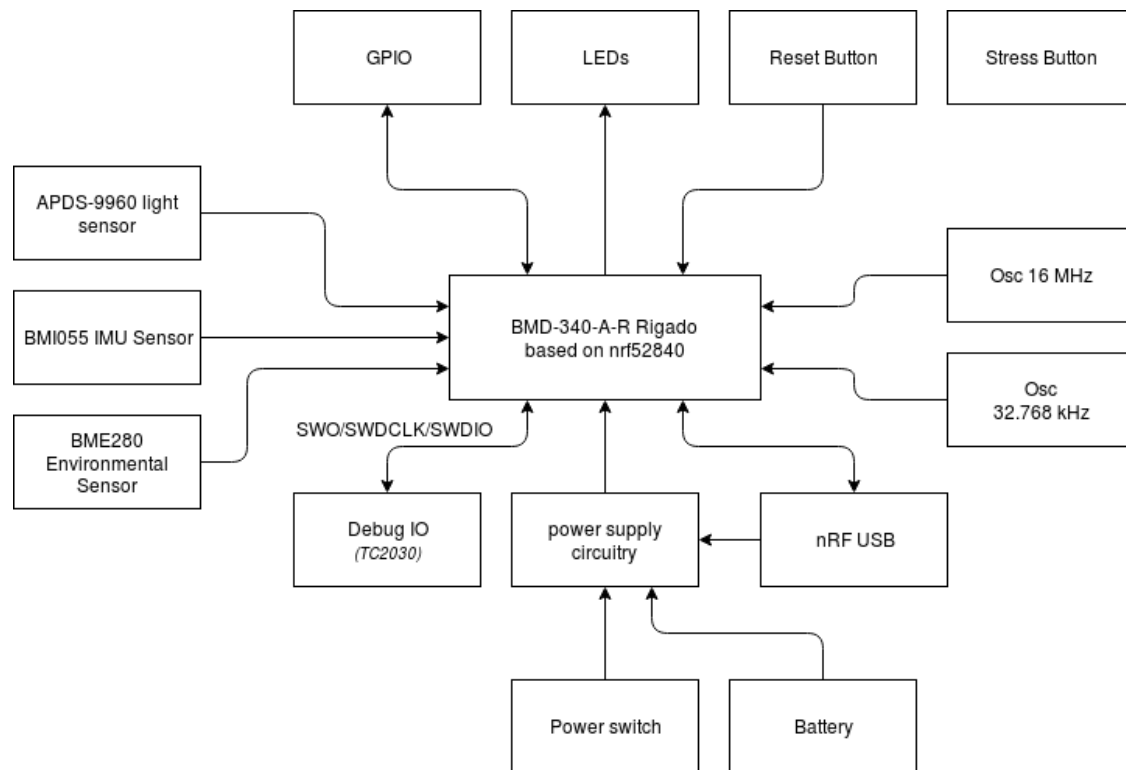 GPIO
LEDs
Reset Button
Stress Button
APDS-9960 light
sensor
Osc 16 MHz
BMI055 IMU Sensor
BMD-340-A-R Rigado
based on nrf52840
Osc
32.768 kHz
SWO/SWDCLK/SWDIO
BME280
Environmental
Sensor
Debug IO
(TC2030)
power supply
circuitry
nRF USB
Power switch
Battery